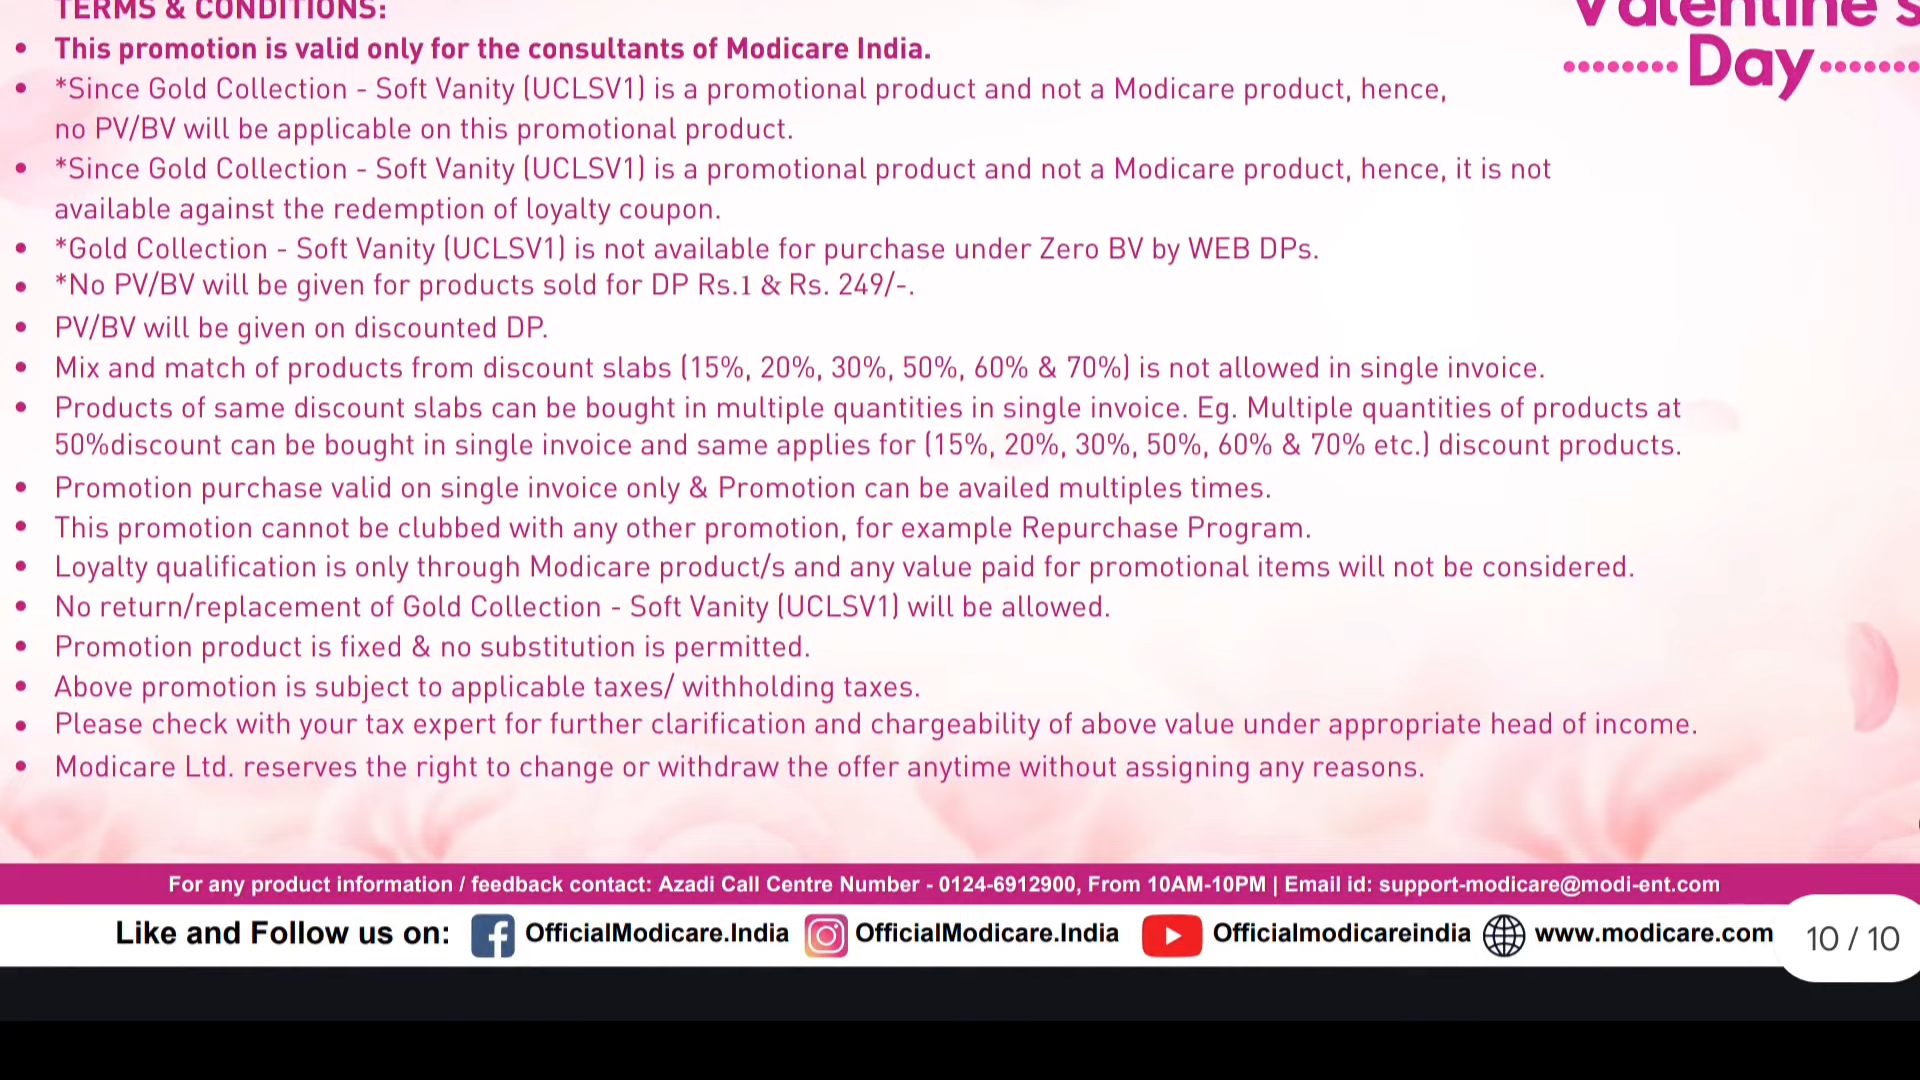 TERMS & CONDITIONS:
Valentine's
Day
• This promotion is valid only for the consultants of Modicare India.
• *Since Gold Collection - Soft Vanity (UCLSV1) is a promotional product and not a Modicare product, hence,
no PV/BV will be applicable on this promotional product.
• *Since Gold Collection - Soft Vanity (UCLSV1) is a promotional product and not a Modicare product, hence, it is not
available against the redemption of loyalty coupon.
• *Gold Collection - Soft Vanity (UCLSV1) is not available for purchase under Zero BV by WEB DPs.
• *No PV/BV will be given for products sold for DP Rs.1 & Rs. 249/-.
• PV/BV will be given on discounted DP.
• Mix and match of products from discount slabs (15%, 20%, 30%, 50%, 60% & 70%) is not allowed in single invoice.
• Products of same discount slabs can be bought in multiple quantities in single invoice. Eg. Multiple quantities of products at
50%discount can be bought in single invoice and same applies for (15%, 20%, 30%, 50%, 60% & 70% etc.) discount products.
• Promotion purchase valid on single invoice only & Promotion can be availed multiples times.
• This promotion cannot be clubbed with any other promotion, for example Repurchase Program.
• Loyalty qualification is only through Modicare product/s and any value paid for promotional items will not be considered.
• No return/replacement of Gold Collection - Soft Vanity (UCLSV1) will be allowed.
• Promotion product is fixed & no substitution is permitted.
• Above promotion is subject to applicable taxes/ withholding taxes.
• Please check with your tax expert for further clarification and chargeability of above value under appropriate head of income.
• Modicare Ltd. reserves the right to change or withdraw the offer anytime without assigning any reasons.
For any product information / feedback contact: Azadi Call Centre Number - 0124-6912900, From 10AM-10PM | Email id: support-modicare@modi-ent.com
Like and Follow us on: OfficialModicare.India OfficialModicare.India Officialmodicareindia www.modicare.com
10 / 10